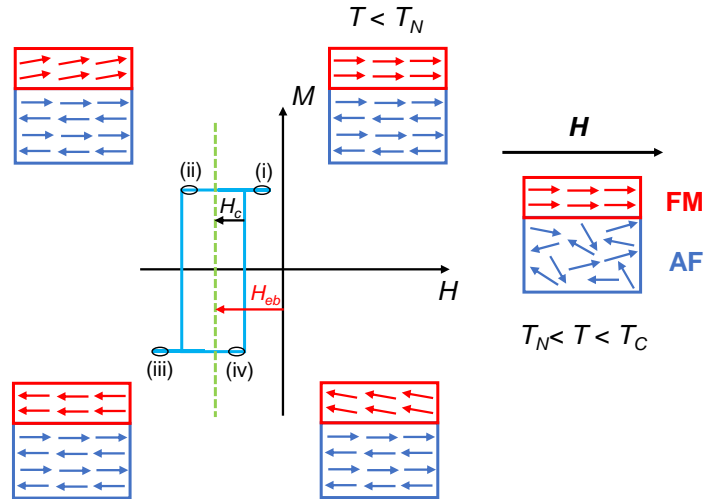 T < T_N
M
H
(ii)
(i)
H_c
FM
AF
H
H_eb
T_N < T < T_C
(iii)
(iv)